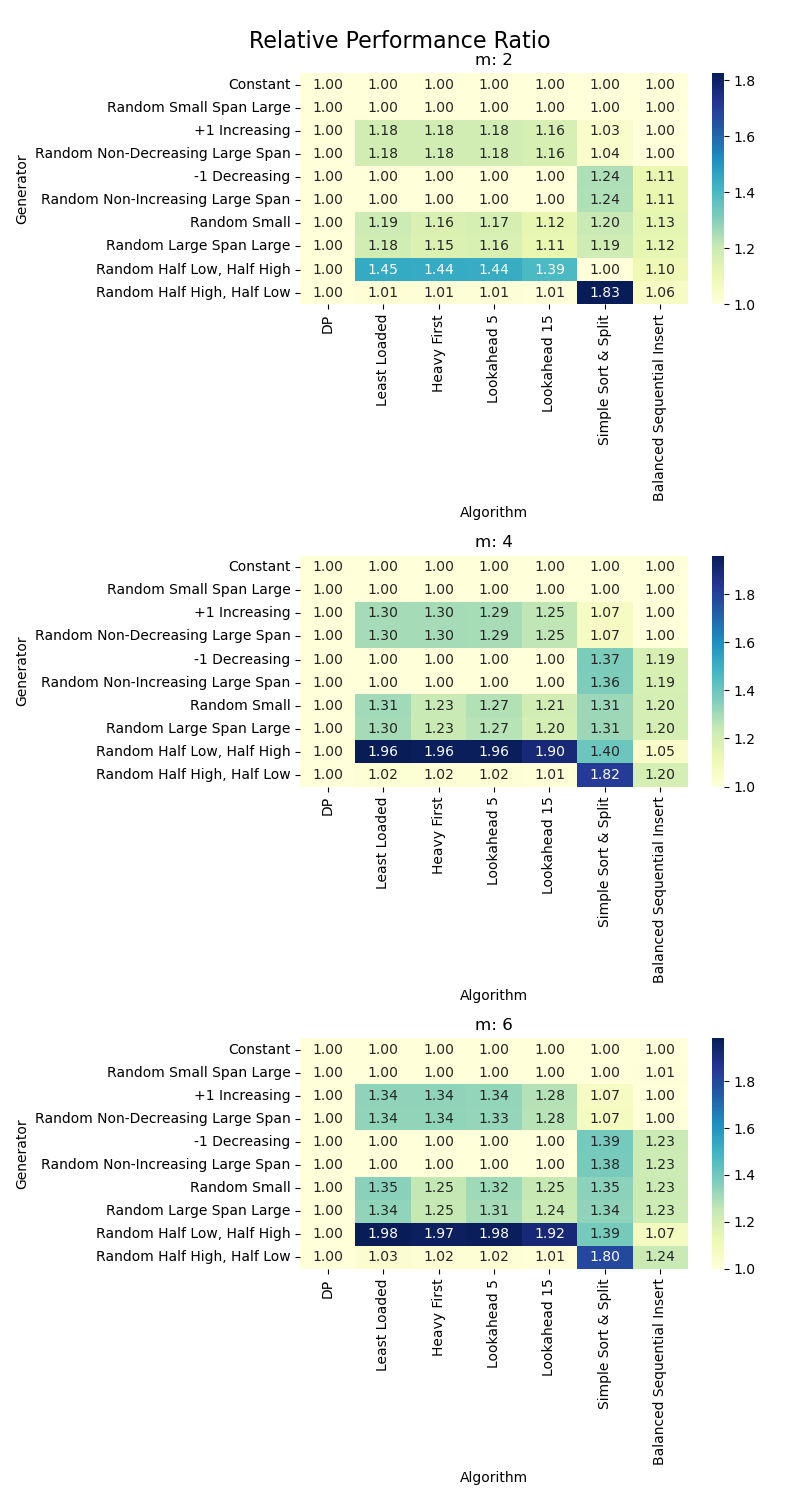 Relative Performance Ratio
m: 2
Generator
Constant 1.00 1.00 1.00 1.00 1.00 1.00 1.00
Random Small Span Large 1.00 1.00 1.00 1.00 1.00 1.00 1.00
+1 Increasing 1.00 1.18 1.18 1.18 1.16 1.03 1.00
Random Non-Decreasing Large Span 1.00 1.18 1.18 1.18 1.16 1.04 1.00
-1 Decreasing 1.00 1.00 1.00 1.00 1.00 1.24 1.11
Random Non-Increasing Large Span 1.00 1.00 1.00 1.00 1.00 1.24 1.11
Random Small 1.00 1.19 1.16 1.17 1.12 1.20 1.13
Random Large Span Large 1.00 1.18 1.15 1.16 1.11 1.19 1.12
Random Half Low, Half High 1.00 1.45 1.44 1.44 1.39 1.00 1.10
Random Half High, Half Low 1.00 1.01 1.01 1.01 1.01 1.83 1.06
1.8
1.6
1.4
1.2
1.0
DP
Least Loaded
Heavy First
Lookahead 5
Lookahead 15
Simple Sort & Split
Balanced Sequential Insert
Algorithm
m: 4
Generator
Constant 1.00 1.00 1.00 1.00 1.00 1.00 1.00
Random Small Span Large 1.00 1.00 1.00 1.00 1.00 1.00 1.00
+1 Increasing 1.00 1.30 1.30 1.29 1.25 1.07 1.00
Random Non-Decreasing Large Span 1.00 1.30 1.30 1.29 1.25 1.07 1.00
-1 Decreasing 1.00 1.00 1.00 1.00 1.00 1.37 1.19
Random Non-Increasing Large Span 1.00 1.00 1.00 1.00 1.00 1.36 1.19
Random Small 1.00 1.31 1.23 1.27 1.21 1.31 1.20
Random Large Span Large 1.00 1.30 1.23 1.27 1.20 1.31 1.20
Random Half Low, Half High 1.00 1.96 1.96 1.96 1.90 1.40 1.05
Random Half High, Half Low 1.00 1.02 1.02 1.02 1.01 1.82 1.20
1.8
1.6
1.4
1.2
1.0
DP
Least Loaded
Heavy First
Lookahead 5
Lookahead 15
Simple Sort & Split
Balanced Sequential Insert
Algorithm
m: 6
Generator
Constant 1.00 1.00 1.00 1.00 1.00 1.00 1.00
Random Small Span Large 1.00 1.00 1.00 1.00 1.00 1.00 1.01
+1 Increasing 1.00 1.34 1.34 1.34 1.28 1.07 1.00
Random Non-Decreasing Large Span 1.00 1.34 1.34 1.33 1.28 1.07 1.00
-1 Decreasing 1.00 1.00 1.00 1.00 1.00 1.39 1.23
Random Non-Increasing Large Span 1.00 1.00 1.00 1.00 1.00 1.38 1.23
Random Small 1.00 1.35 1.25 1.32 1.25 1.35 1.23
Random Large Span Large 1.00 1.34 1.25 1.31 1.24 1.34 1.23
Random Half Low, Half High 1.00 1.98 1.97 1.98 1.92 1.39 1.07
Random Half High, Half Low 1.00 1.03 1.02 1.02 1.01 1.80 1.24
1.8
1.6
1.4
1.2
1.0
DP
Least Loaded
Heavy First
Lookahead 5
Lookahead 15
Simple Sort & Split
Balanced Sequential Insert
Algorithm